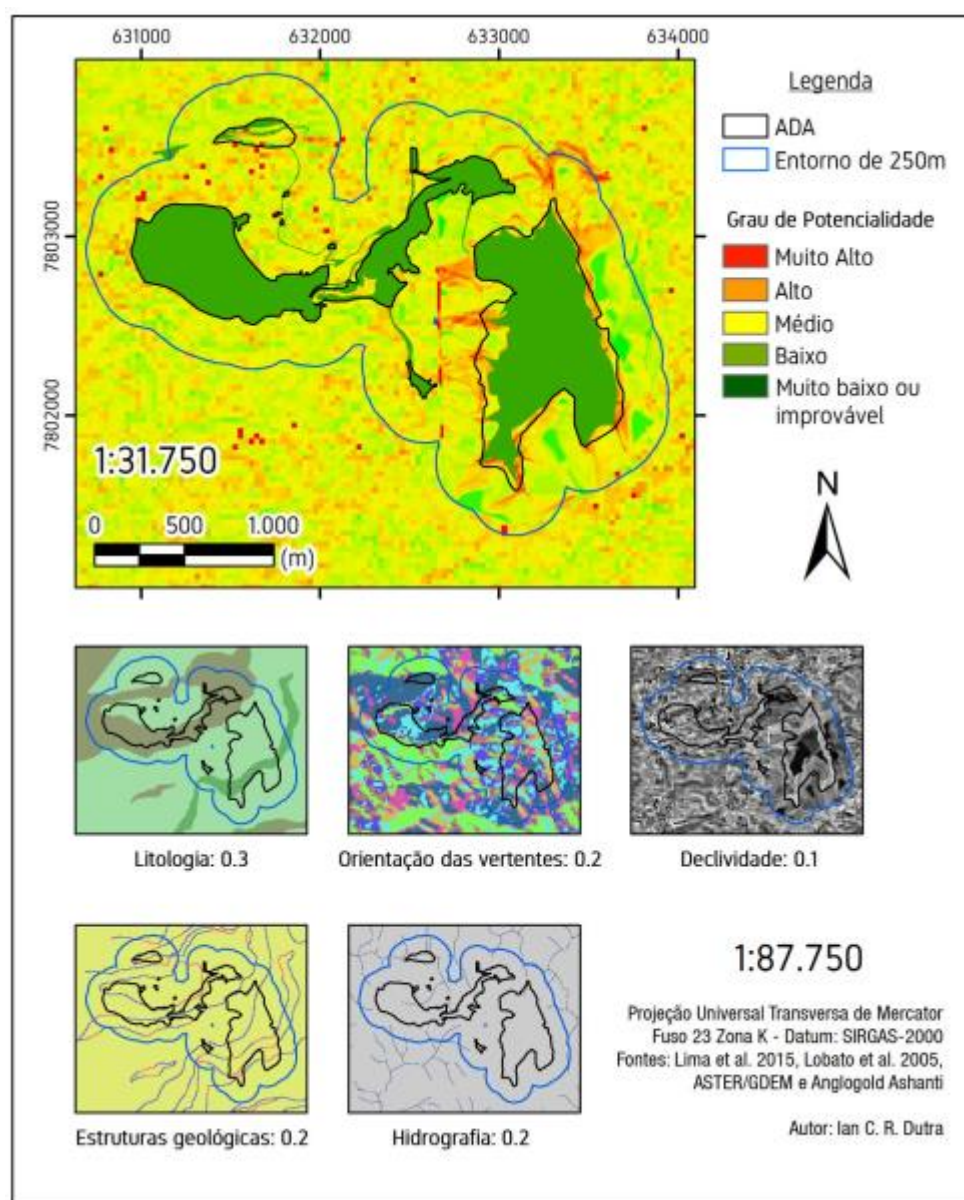 631000 632000 633000 634000
7803000
7802000
Legenda
ADA
Entorno de 250m
Grau de Potencialidade
Muito Alto
Alto
Médio
Baixo
Muito baixo ou
improvável
1:31.750
0 500 1.000
(m)
N
Litologia: 0.3
Orientação das vertentes: 0.2
Declividade: 0.1
Estruturas geológicas: 0.2
Hidrografia: 0.2
1:87.750
Projeção Universal Transversa de Mercator
Fuso 23 Zona K - Datum: SIRGAS-2000
Fontes: Lima et al. 2015, Lobato et al. 2005,
ASTER/GDEM e Anglogold Ashanti
Autor: Ian C. R. Dutra